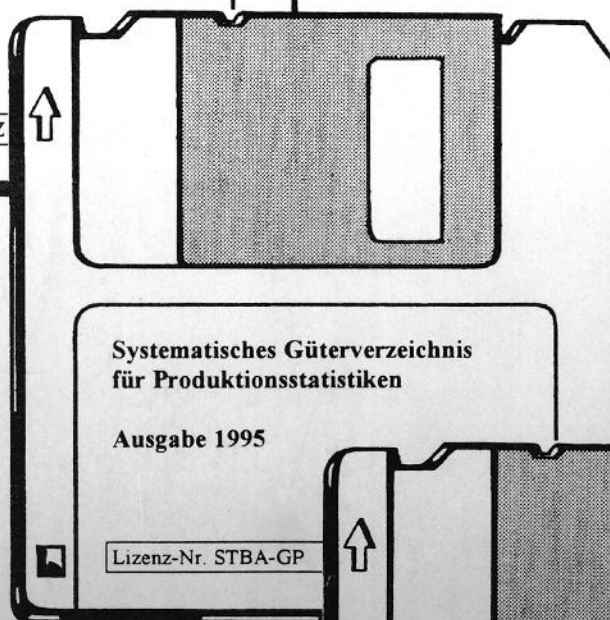 Systematisches Güterverzeichnis
für Produktionsstatistiken
Ausgabe 1995
Lizenz-Nr. STBA-GP